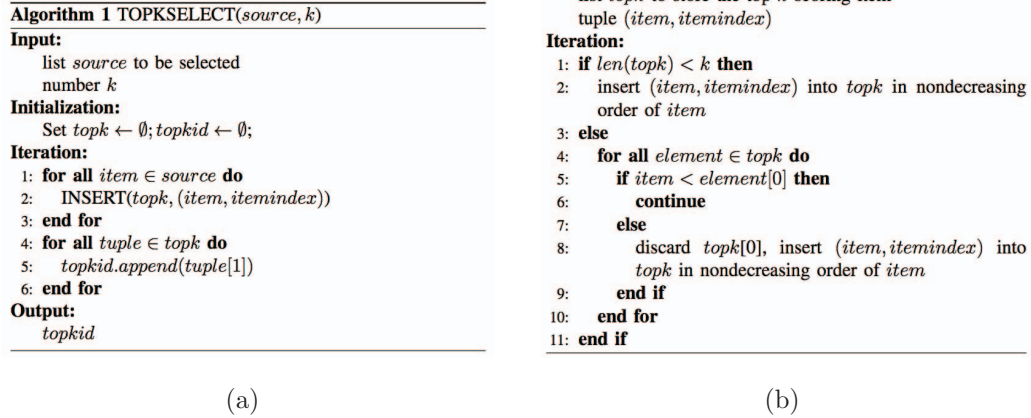 Algorithm 1 TOPKSELECT(source, k)
Input:
list source to be selected
number k
Initialization:
Set topk ← ∅; topkid ← ∅;
Iteration:
1: for all item ∈ source do
2: INSERT(topk, (item, itemindex))
3: end for
4: for all tuple ∈ topk do
5: topkid.append(tuple[1])
6: end for
Output:
topkid
(a)
tuple (item, itemindex)
Iteration:
1: if len(topk) < k then
2: insert (item, itemindex) into topk in nondecreasing
order of item
3: else
4: for all element ∈ topk do
5: if item < element[0] then
6: continue
7: else
8: discard topk[0], insert (item, itemindex) into
topk in nondecreasing order of item
9: end if
10: end for
11: end if
(b)